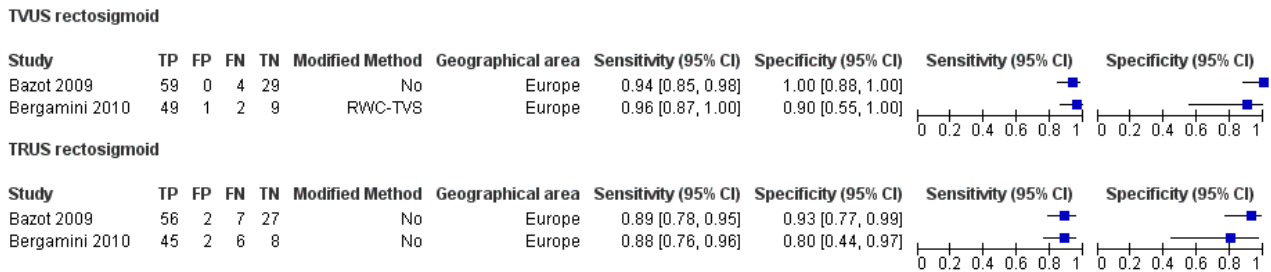 TVUS rectosigmoid
Study TP FP FN TN Modified Method Geographical area Sensitivity (95% CI) Specificity (95% CI) Sensitivity (95% CI) Specificity (95% CI)
Bazot 2009 59 0 4 29 No Europe 0.94 [0.85, 0.98] 1.00 [0.88, 1.00]
Bergamini 2010 49 1 2 9 RWC-TVS Europe 0.96 [0.87, 1.00] 0.90 [0.55, 1.00]
0 0.2 0.4 0.6 0.8 1 0 0.2 0.4 0.6 0.8 1
TRUS rectosigmoid
Study TP FP FN TN Modified Method Geographical area Sensitivity (95% CI) Specificity (95% CI) Sensitivity (95% CI) Specificity (95% CI)
Bazot 2009 56 2 7 27 No Europe 0.89 [0.78, 0.95] 0.93 [0.77, 0.99]
Bergamini 2010 45 2 6 8 No Europe 0.88 [0.76, 0.96] 0.80 [0.44, 0.97]
0 0.2 0.4 0.6 0.8 1 0 0.2 0.4 0.6 0.8 1